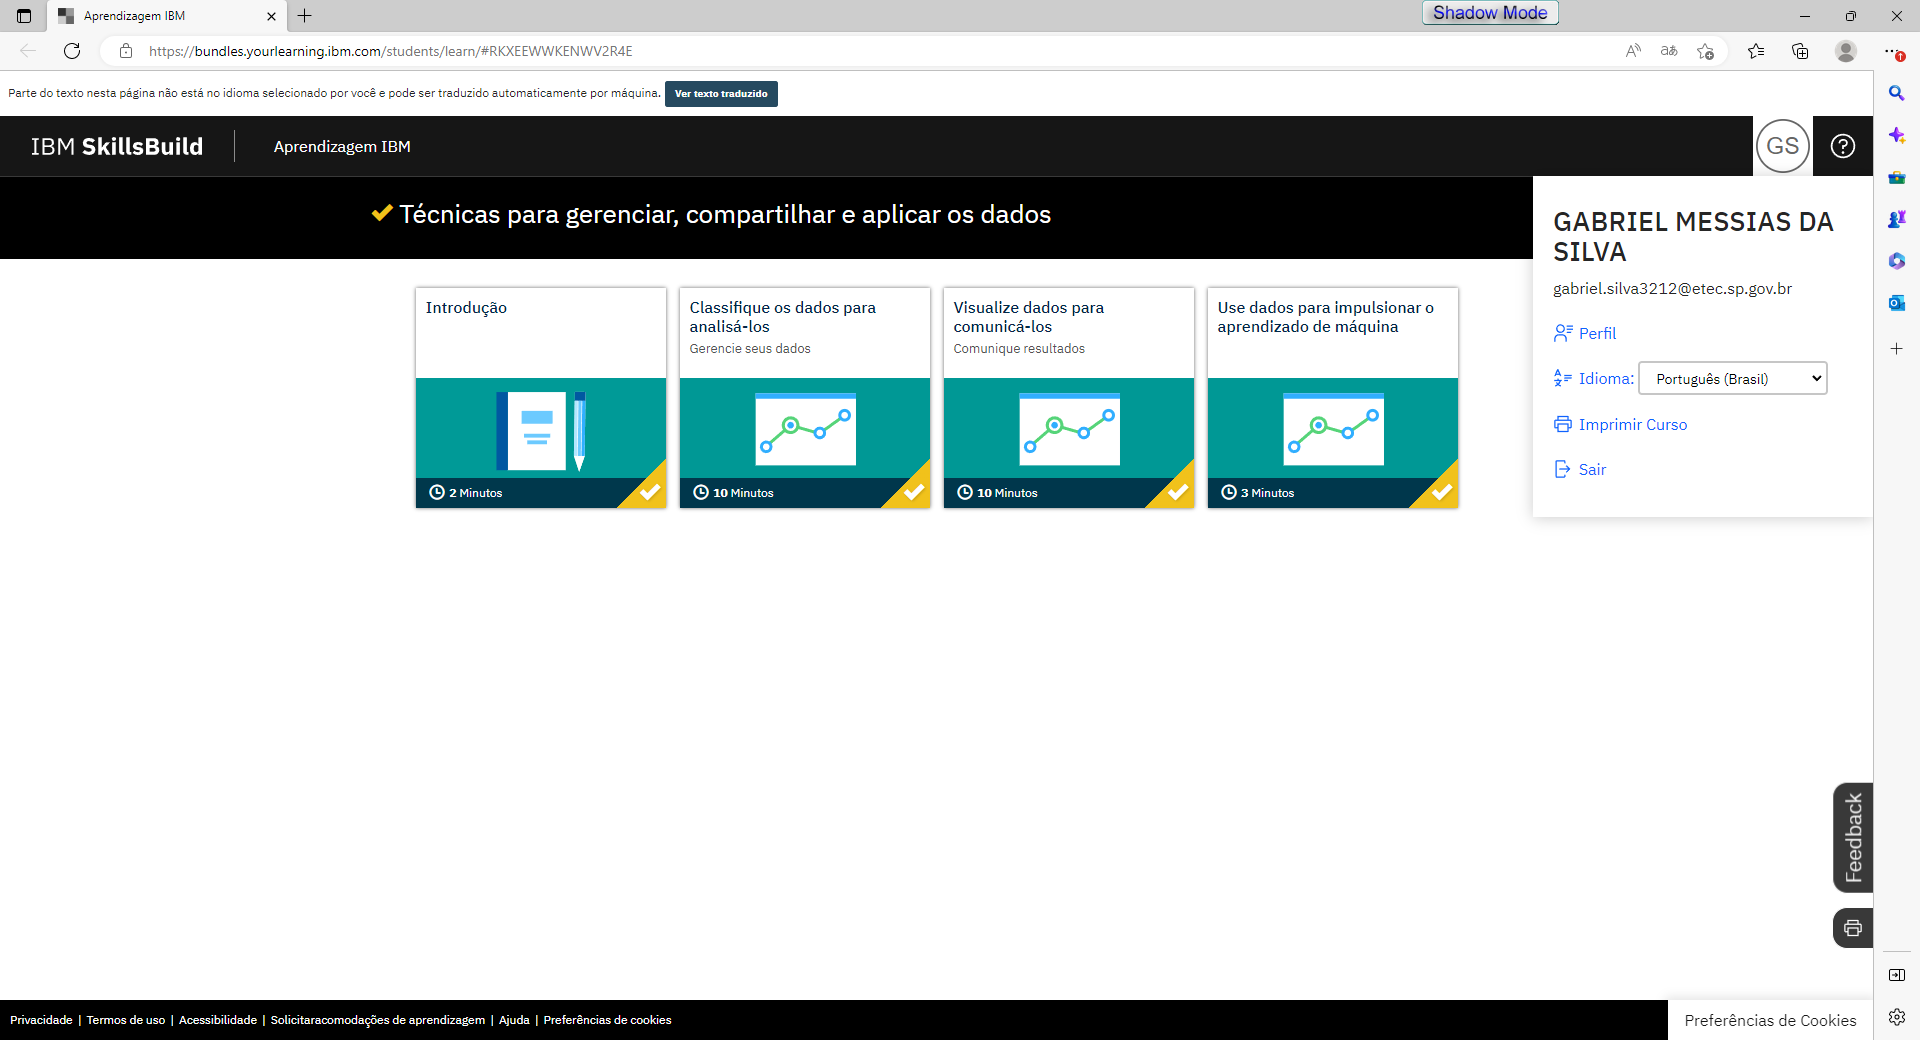 Aprendizagem IBM
Shadow Mode
https://bundles.yourlearning.ibm.com/students/learn/#RKXEEWWKENWV2R4E
Parte do texto nesta página não está no idioma selecionado por você e pode ser traduzido automaticamente por máquina.
Ver texto traduzido
IBM SkillsBuild
Aprendizagem IBM
GS
Técnicas para gerenciar, compartilhar e aplicar os dados
GABRIEL MESSIAS DA
SILVA
gabriel.silva3212@etec.sp.gov.br
Perfil
Idioma: Português (Brasil)
Imprimir Curso
Sair
Introdução
2 Minutos
Classifique os dados para
analisá-los
Gerencie seus dados
10 Minutos
Visualize dados para
comunicá-los
Comunique resultados
10 Minutos
Use dados para impulsionar o
aprendizado de máquina
3 Minutos
Feedback
Privacidade | Termos de uso | Acessibilidade | Solicitaracomodações de aprendizagem | Ajuda | Preferências de cookies
Preferências de Cookies